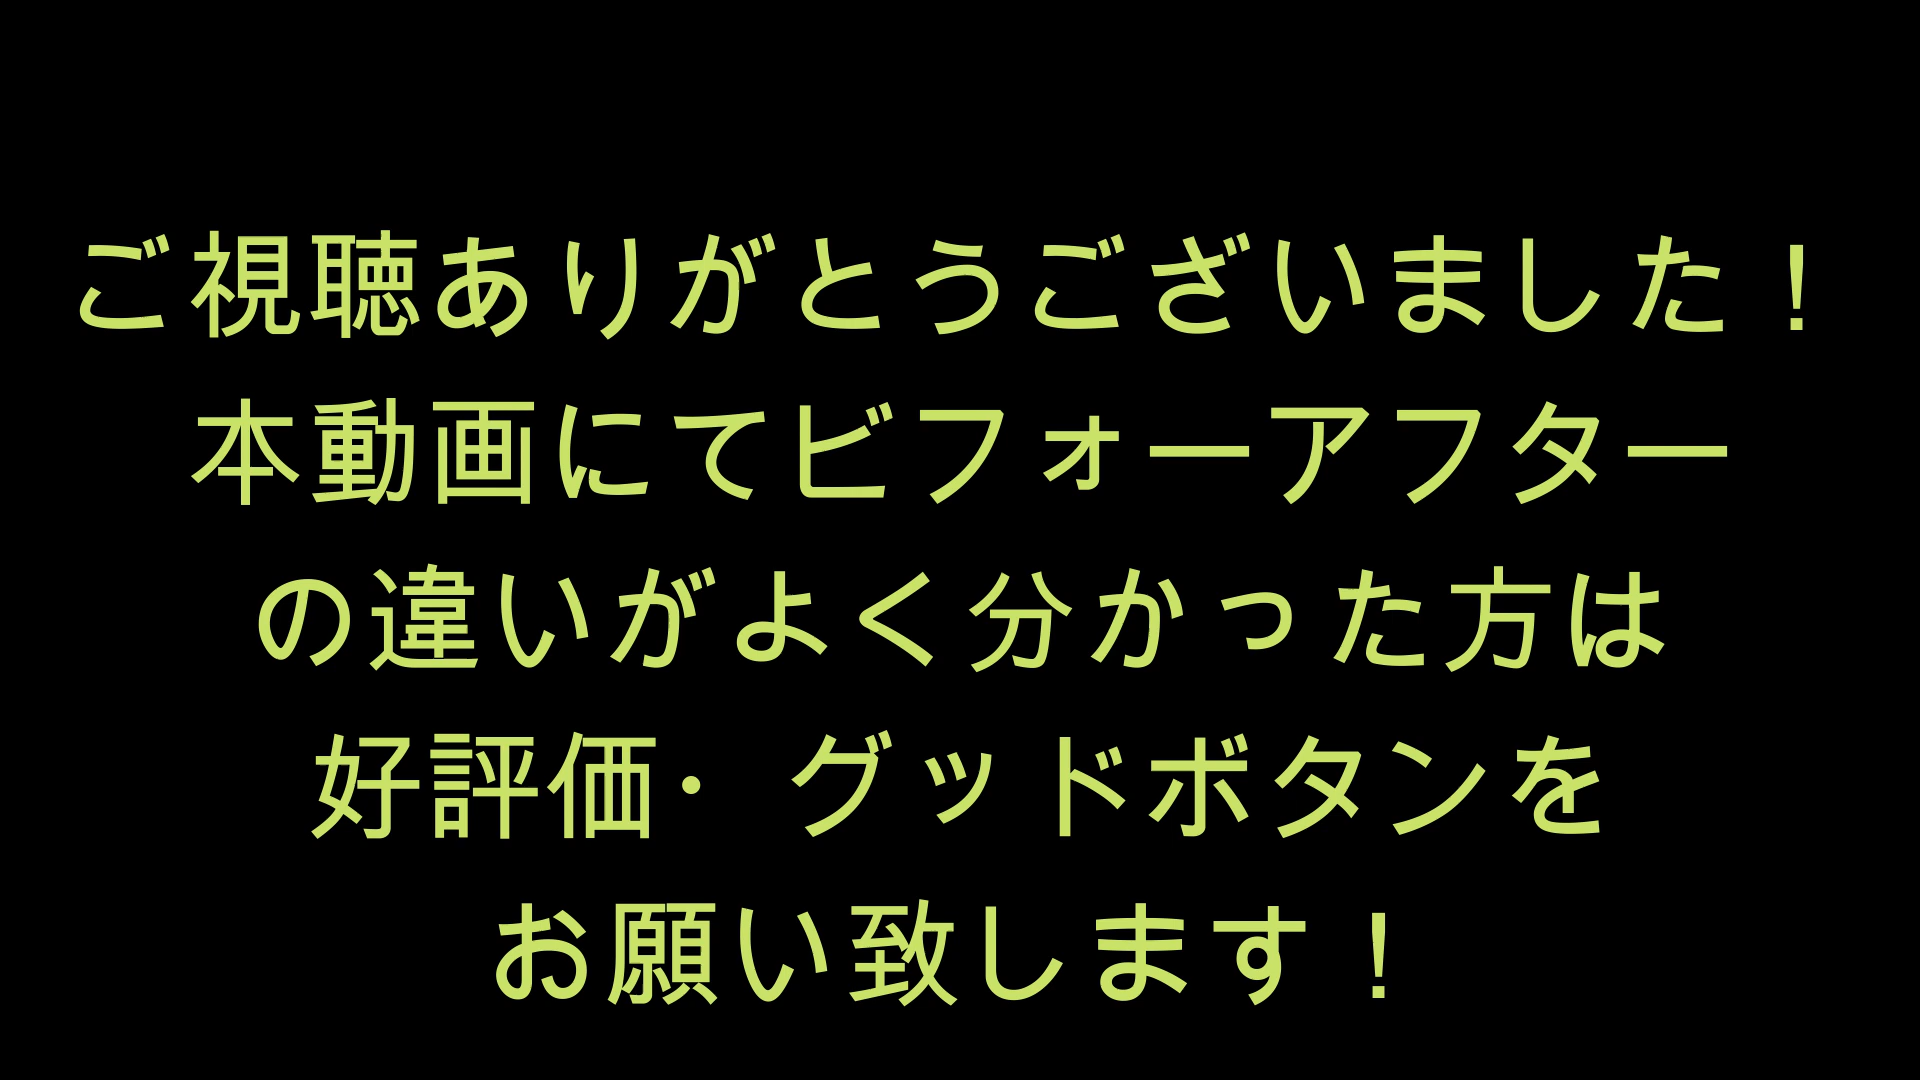 ご視聴ありがとうございました！
本動画にてビフォーアフター
の違いがよく分かった方は
好評価・ グッドボタンを
お願い致します！